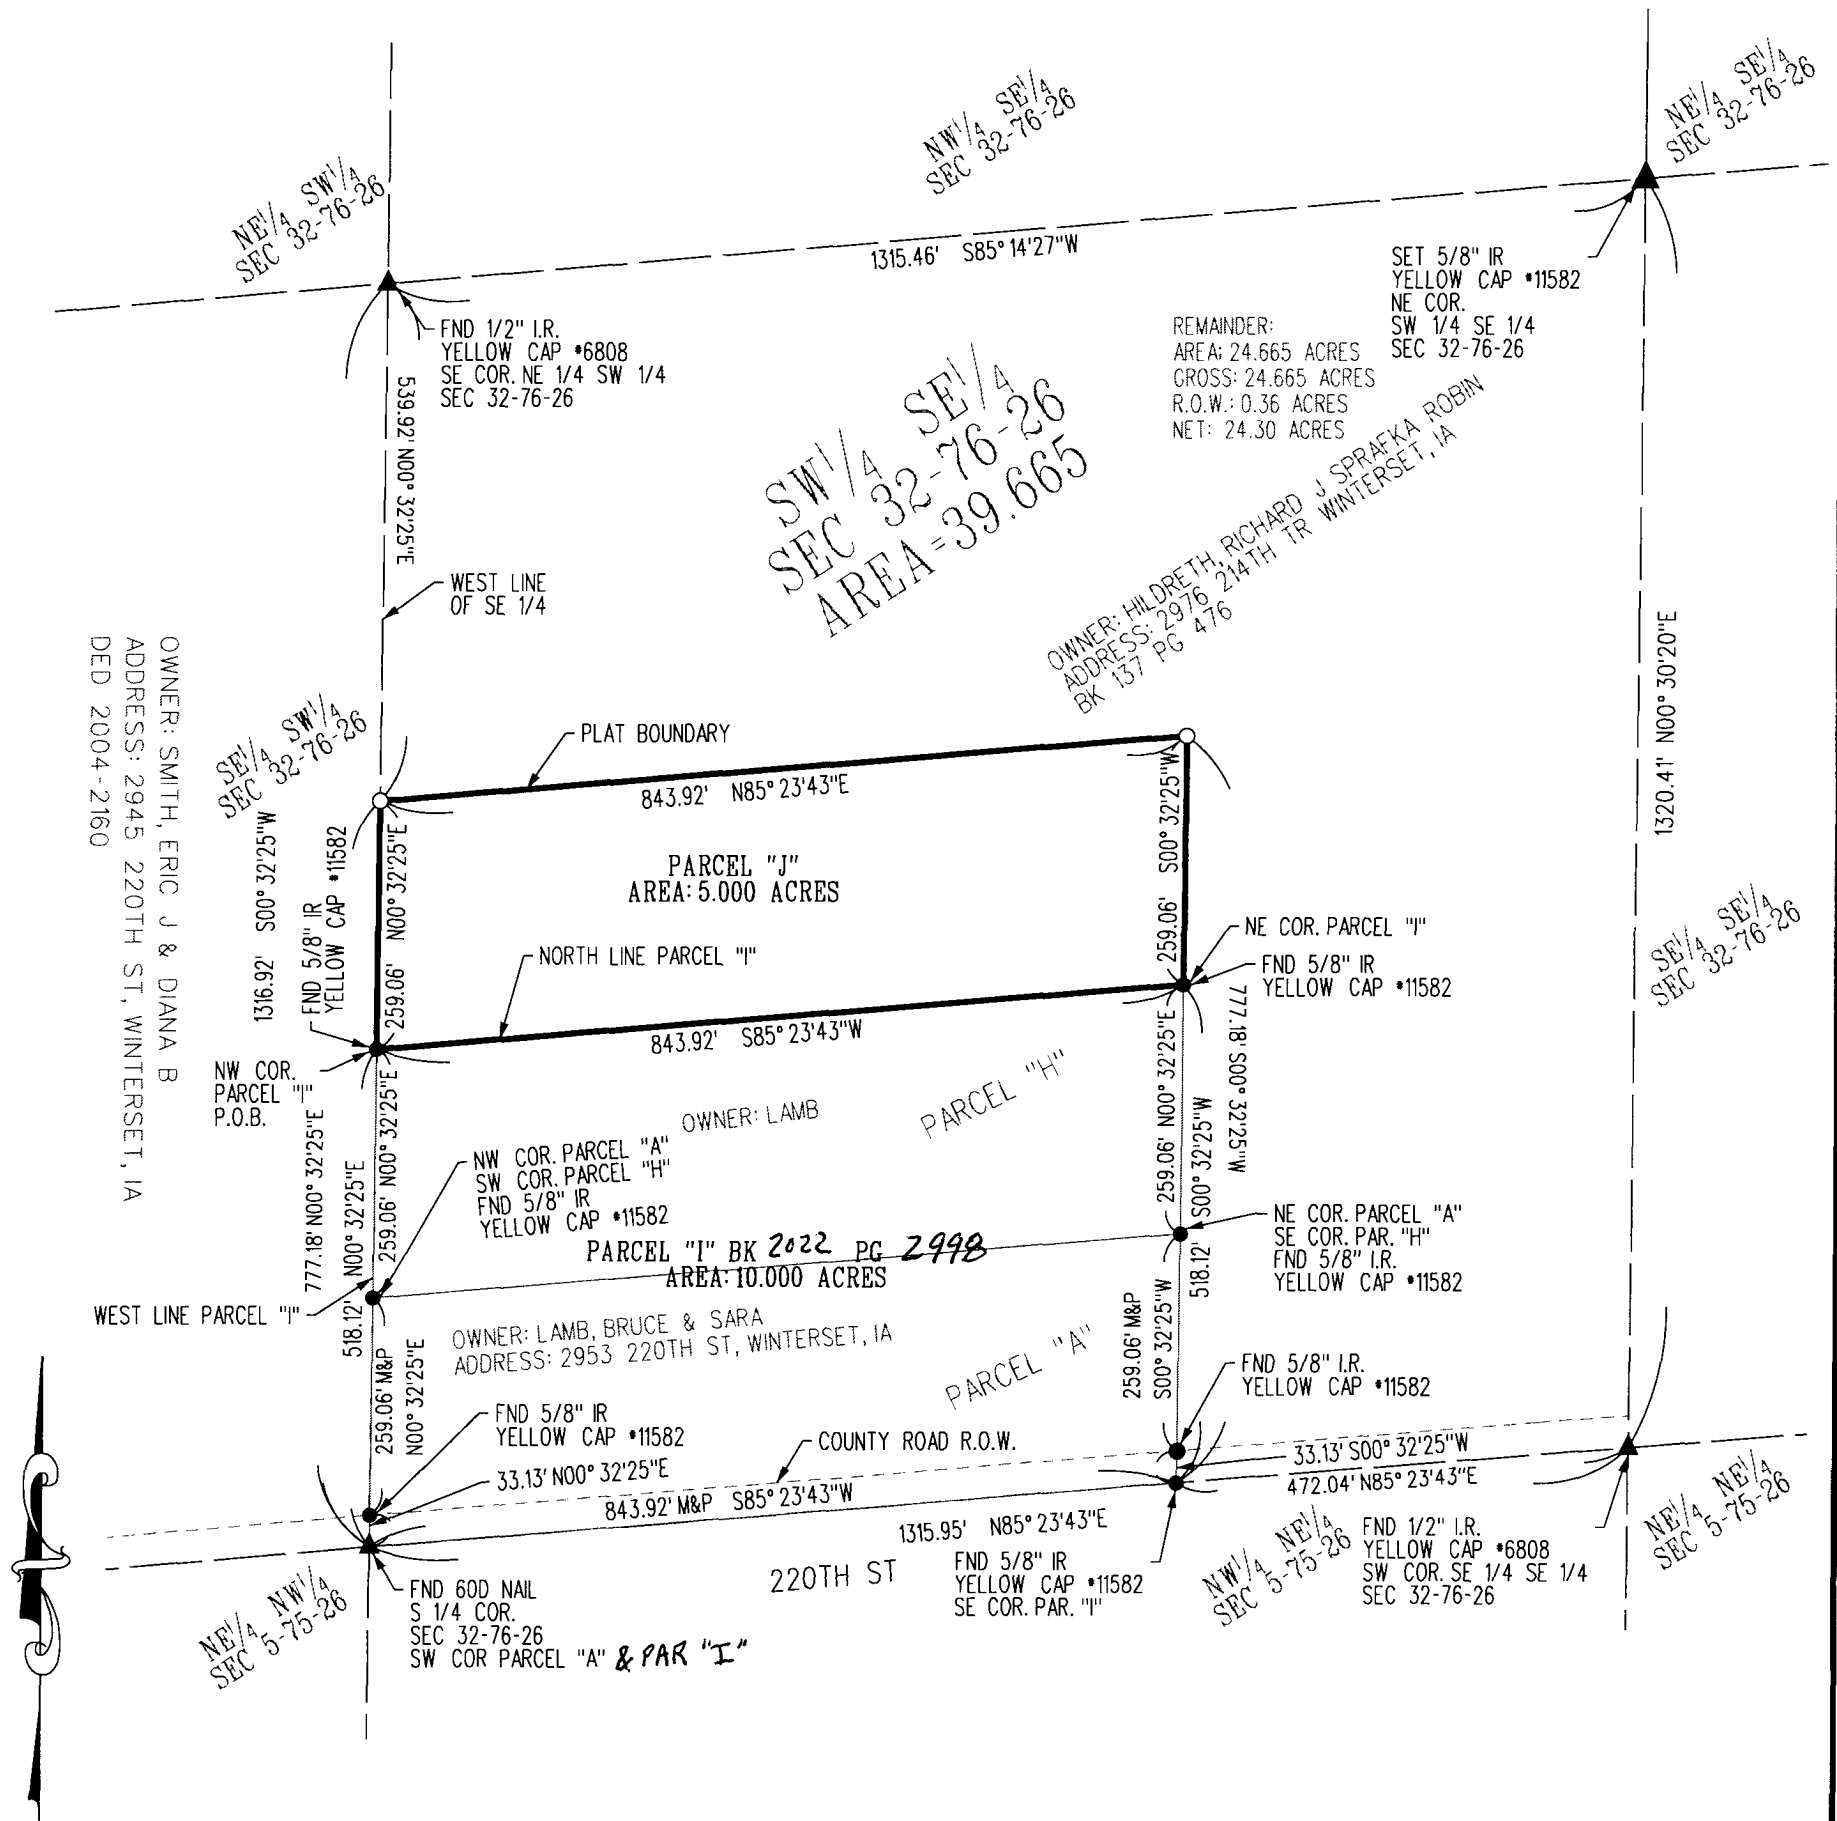 NE1/4 SW1/4
SEC 32-76-26
NW1/4 SE1/4
SEC 32-76-26
NE1/4 SE1/4
SEC 32-76-26
1315.46' S85°14'27"W
FND 1/2" I.R.
YELLOW CAP *6808
SE COR. NE 1/4 SW 1/4
SEC 32-76-26
SET 5/8" IR
YELLOW CAP *11582
NE COR.
SW 1/4 SE 1/4
SEC 32-76-26
REMAINDER:
AREA: 24.665 ACRES
GROSS: 24.665 ACRES
R.O.W.: 0.36 ACRES
NET: 24.30 ACRES
539.92' N00°32'25"E
SW1/4 SE1/4
SEC 32-76-26
AREA=39.665
OWNER: HILDRETH, RICHARD J SPRAFKA ROBIN
ADDRESS: 2976 214TH TR WINTERSET, IA
BK 137 PG 476
WEST LINE
OF SE 1/4
1320.41' N00°30'20"E
OWNER: SMITH, ERIC J & DIANA B
ADDRESS: 2945 220TH ST, WINTERSET, IA
DED 2004-2160
SE1/4 SW1/4
SEC 32-76-26
PLAT BOUNDARY
843.92' N85°23'43"E
1316.92' S00°32'25"W
FND 5/8" IR
YELLOW CAP *11582
259.06' N00°32'25"E
259.06' S00°32'25"W
PARCEL "J"
AREA: 5.000 ACRES
NORTH LINE PARCEL "I"
NE COR. PARCEL "I"
FND 5/8" IR
YELLOW CAP *11582
SE1/4 SE1/4
SEC 32-76-26
843.92' S85°23'43"W
NW COR.
PARCEL "I"
P.O.B.
777.18' N00°32'25"E
518.12' N00°32'25"E
259.06' N00°32'25"E
OWNER: LAMB
PARCEL "H"
259.06' N00°32'25"E
518.12' S00°32'25"W
777.18' S00°32'25"W
NW COR. PARCEL "A"
SW COR. PARCEL "H"
FND 5/8" IR
YELLOW CAP *11582
PARCEL "I" BK 2022 PG 2998
AREA: 10.000 ACRES
NE COR. PARCEL "A"
SE COR. PAR. "H"
FND 5/8" I.R.
YELLOW CAP *11582
WEST LINE PARCEL "I"
OWNER: LAMB, BRUCE & SARA
ADDRESS: 2953 220TH ST, WINTERSET, IA
PARCEL "A"
259.06' M&P
N00°32'25"E
259.06' M&P
S00°32'25"W
FND 5/8" I.R.
YELLOW CAP *11582
FND 5/8" IR
YELLOW CAP *11582
COUNTY ROAD R.O.W.
33.13' N00°32'25"E
33.13' S00°32'25"W
472.04' N85°23'43"E
843.92' M&P S85°23'43"W
1315.95' N85°23'43"E
220TH ST
FND 5/8" IR
YELLOW CAP *11582
SE COR. PAR. "I"
NW1/4 NE1/4
SEC 5-75-26
FND 1/2" I.R.
YELLOW CAP *6808
SW COR. SE 1/4 SE 1/4
SEC 32-76-26
NE1/4 NE1/4
SEC 5-75-26
NE1/4 NW1/4
SEC 5-75-26
FND 60D NAIL
S 1/4 COR.
SEC 32-76-26
SW COR PARCEL "A" & PAR "I"